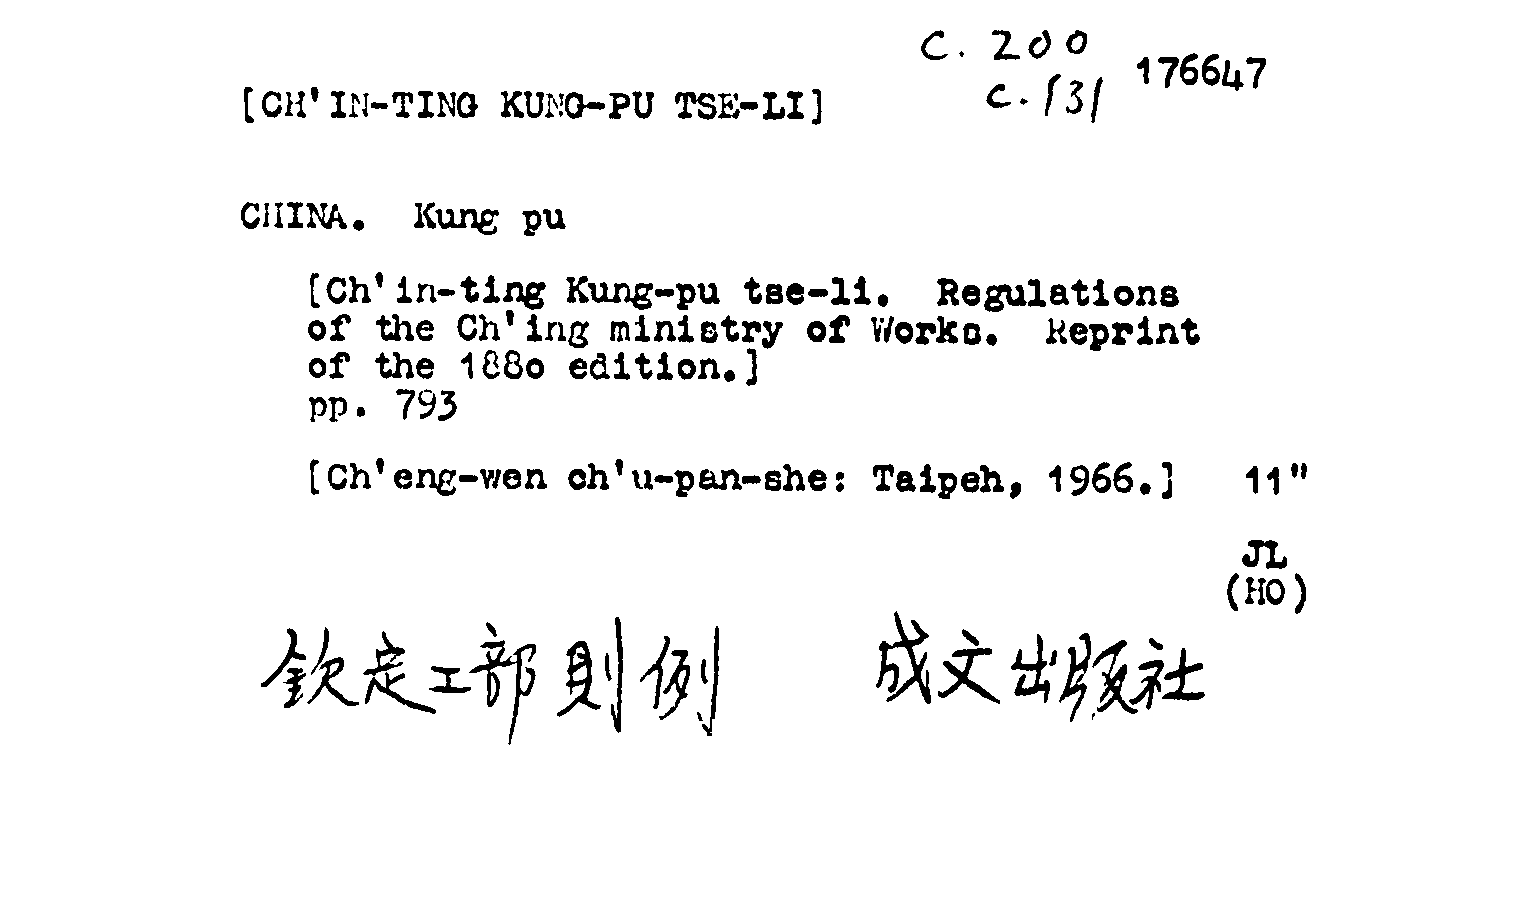 C. 200
C. 131
176647
[CH'IN-TING KUNG-PU TSE-LI]
CHINA. Kung pu
[Ch'in-ting Kung-pu tse-li. Regulations
of the Ch'ing ministry of Works. Reprint
of the 1880 edition.]
pp. 793
[Ch'eng-wen ch'u-pan-she: Taipeh, 1966.] 11"
JL
(HO)
欽定工部則例 成文出版社